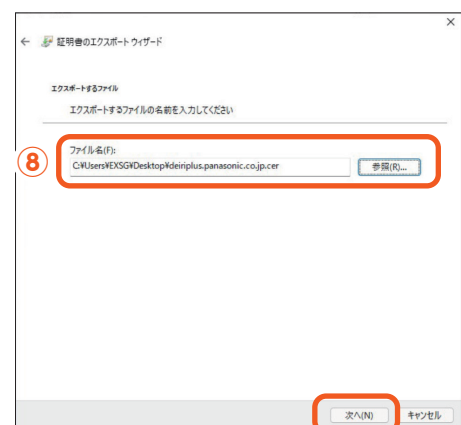 ×
← 証明書のエクスポート ウィザード
エクスポートするファイル
エクスポートするファイルの名前を入力してください
ファイル名(F):
⑧ C:¥Users¥EXSG¥Desktop¥deiriplus.panasonic.co.jp.cer 参照(R)...
次へ(N) キャンセル